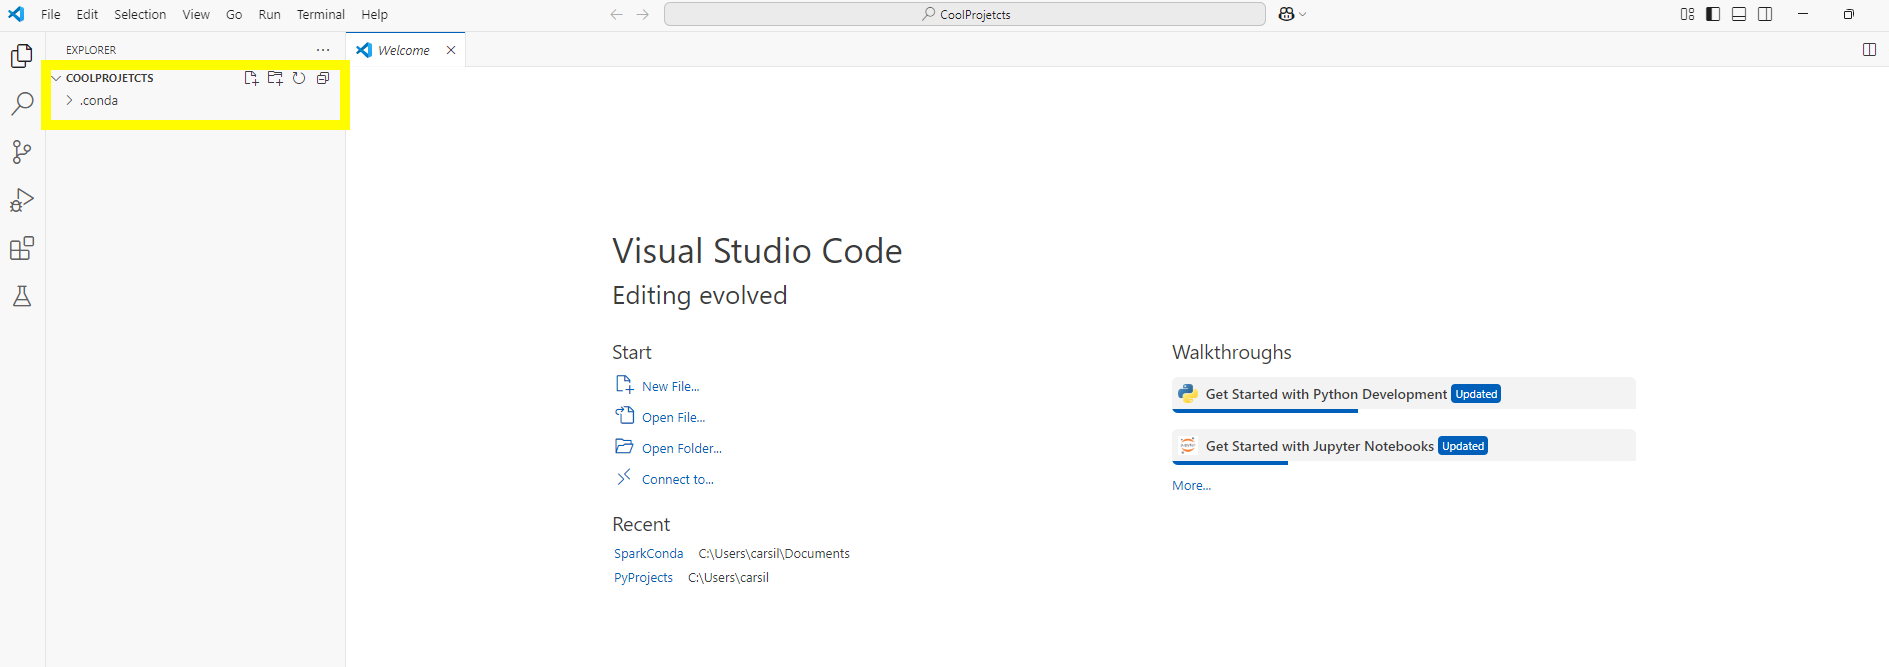 File Edit Selection View Go Run Terminal Help
CoolProjetcts
EXPLORER
Welcome
COOLPROJETCTS
.conda
Visual Studio Code
Editing evolved
Start
New File...
Open File...
Open Folder...
Connect to...
Recent
SparkConda C:\Users\carsil\Documents
PyProjects C:\Users\carsil
Walkthroughs
Get Started with Python Development Updated
Get Started with Jupyter Notebooks Updated
More...